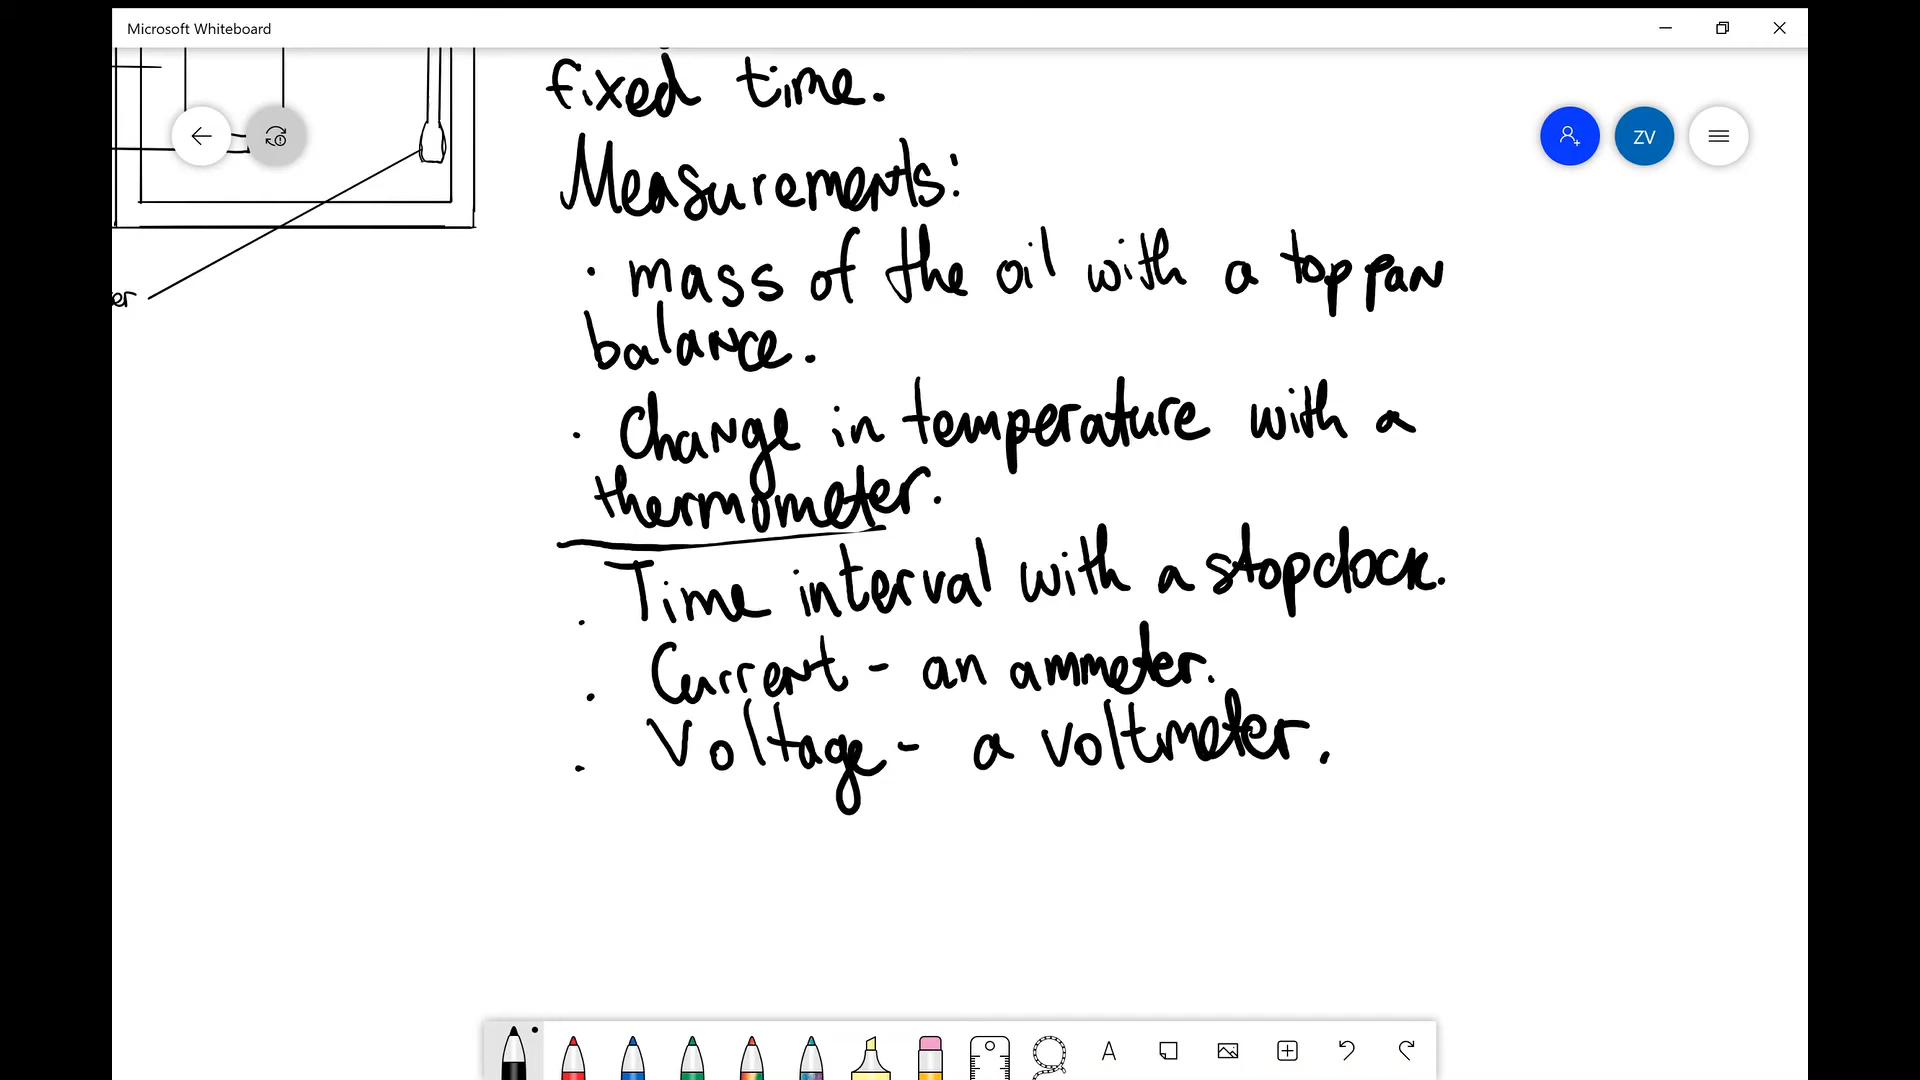 Microsoft Whiteboard
fixed time.
ZV
Measurements:
· mass of the oil with a top pan
balance.
er
· Change in temperature with a
thermometer.
· Time interval with a stopclock.
· Current - an ammeter.
· Voltage - a voltmeter.
A